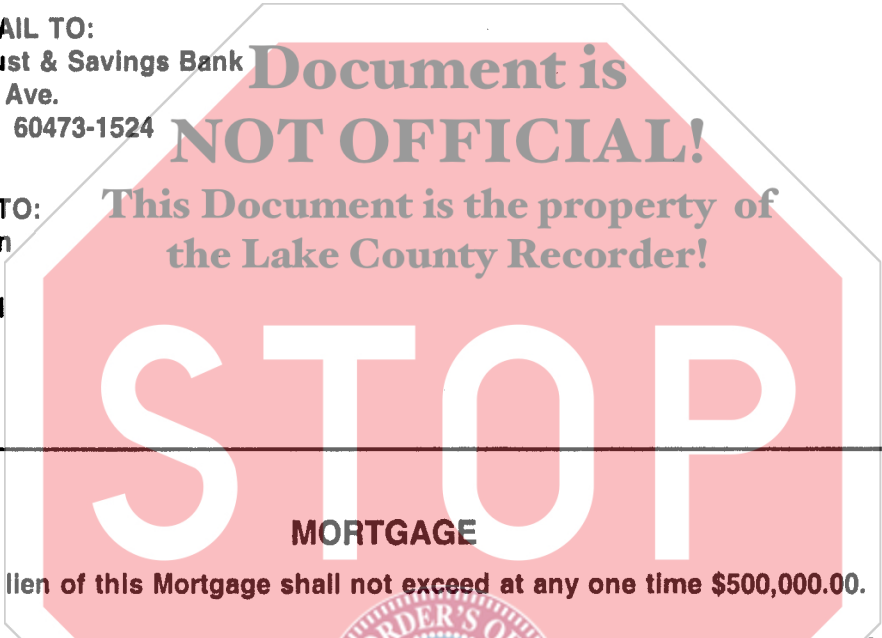 AIL TO:
ust & Savings Bank
Ave.
60473-1524
TO:
n
Document is
NOT OFFICIAL!
This Document is the property of
the Lake County Recorder!
STOP
MORTGAGE
lien of this Mortgage shall not exceed at any one time $500,000.00.
RDER'S O